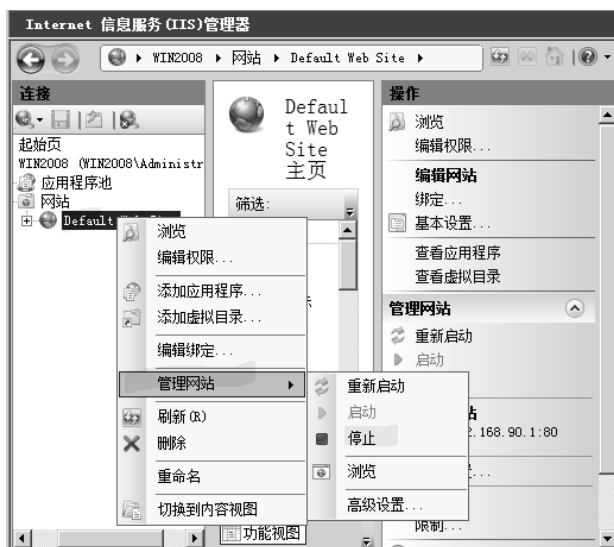 Internet 信息服务(IIS)管理器
WIN2008 网站 Default Web Site
连接
起始页
WIN2008 (WIN2008\Administr
应用程序池
网站
Default
Defaul
t Web
Site
主页
筛选:
功能视图
操作
浏览
编辑权限...
编辑网站
绑定...
基本设置...
查看应用程序
查看虚拟目录
管理网站
重新启动
启动
.168.90.1:80
限制...
浏览
编辑权限...
添加应用程序...
添加虚拟目录...
编辑绑定...
管理网站
刷新(R)
删除
重命名
切换到内容视图
重新启动
启动
停止
浏览
高级设置...